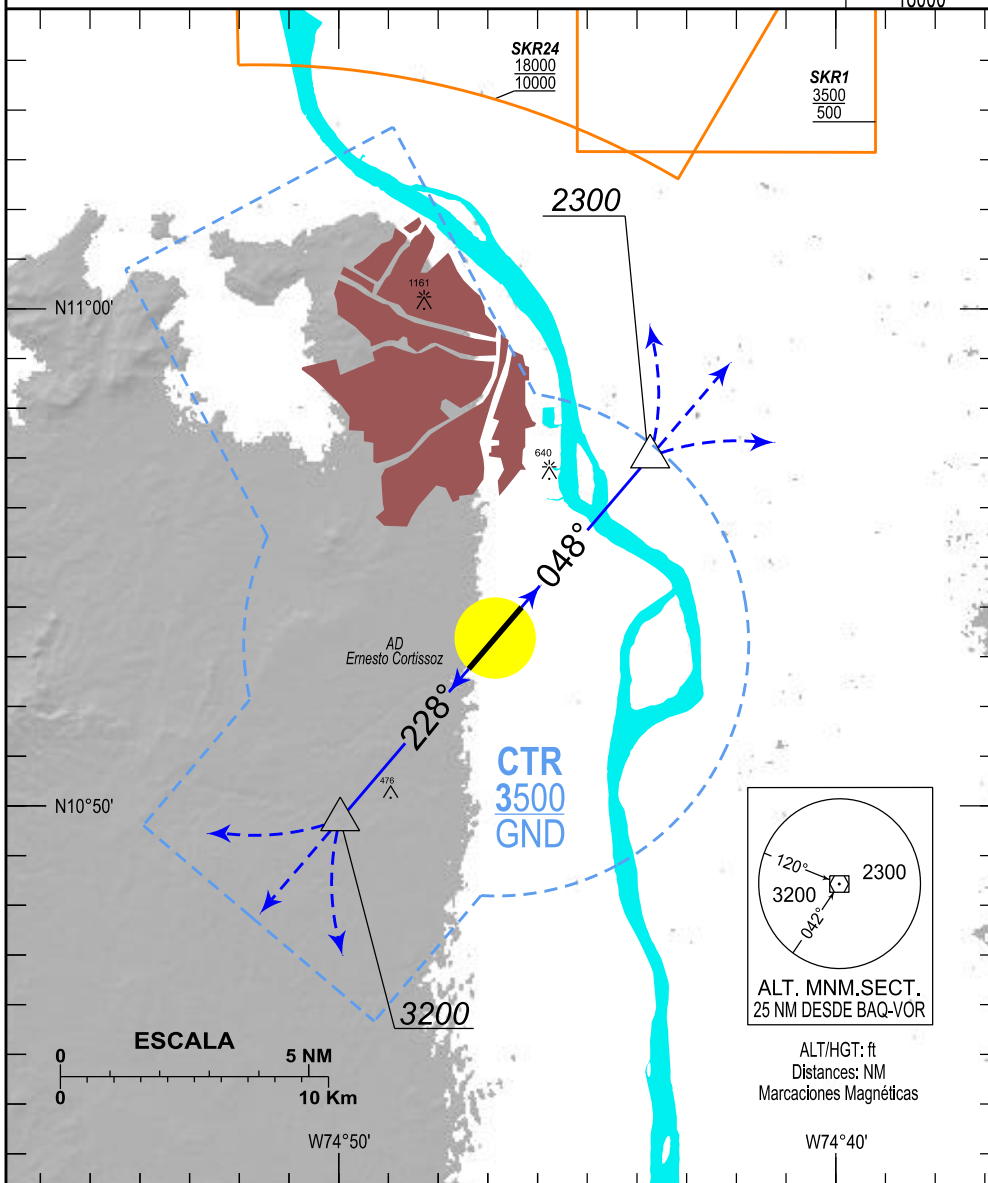 10000
SKR24
18000
10000
SKR1
3500
500
2300
1161
N11°00'
640
048°
AD
Ernesto Cortissoz
228°
CTR
3500
GND
476
N10°50'
120°
2300
3200
042°
ALT. MNM.SECT.
25 NM DESDE BAQ-VOR
3200
ESCALA
0 5 NM
0 10 Km
ALT/HGT: ft
Distances: NM
Marcaciones Magnéticas
W74°50' W74°40'